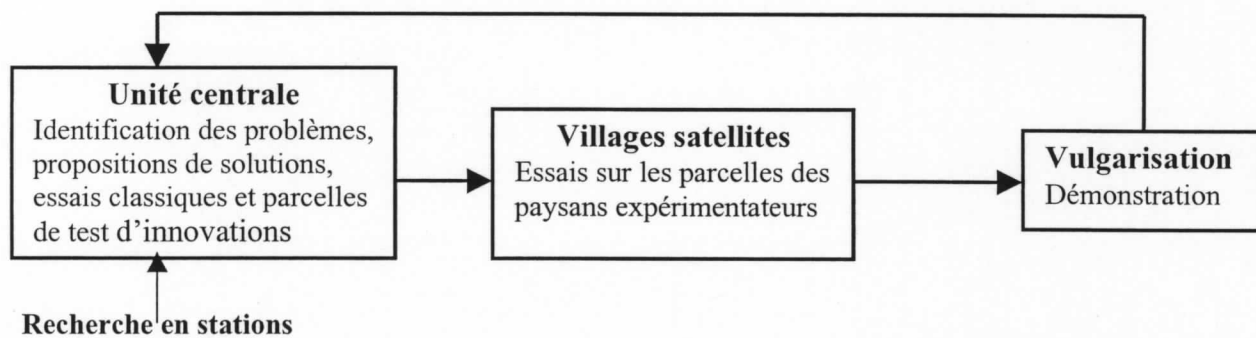 Unité centrale
Identification des problèmes,
propositions de solutions,
essais classiques et parcelles
de test d'innovations
Villages satellites
Essais sur les parcelles des
paysans expérimentateurs
Vulgarisation
Démonstration
Recherche en stations